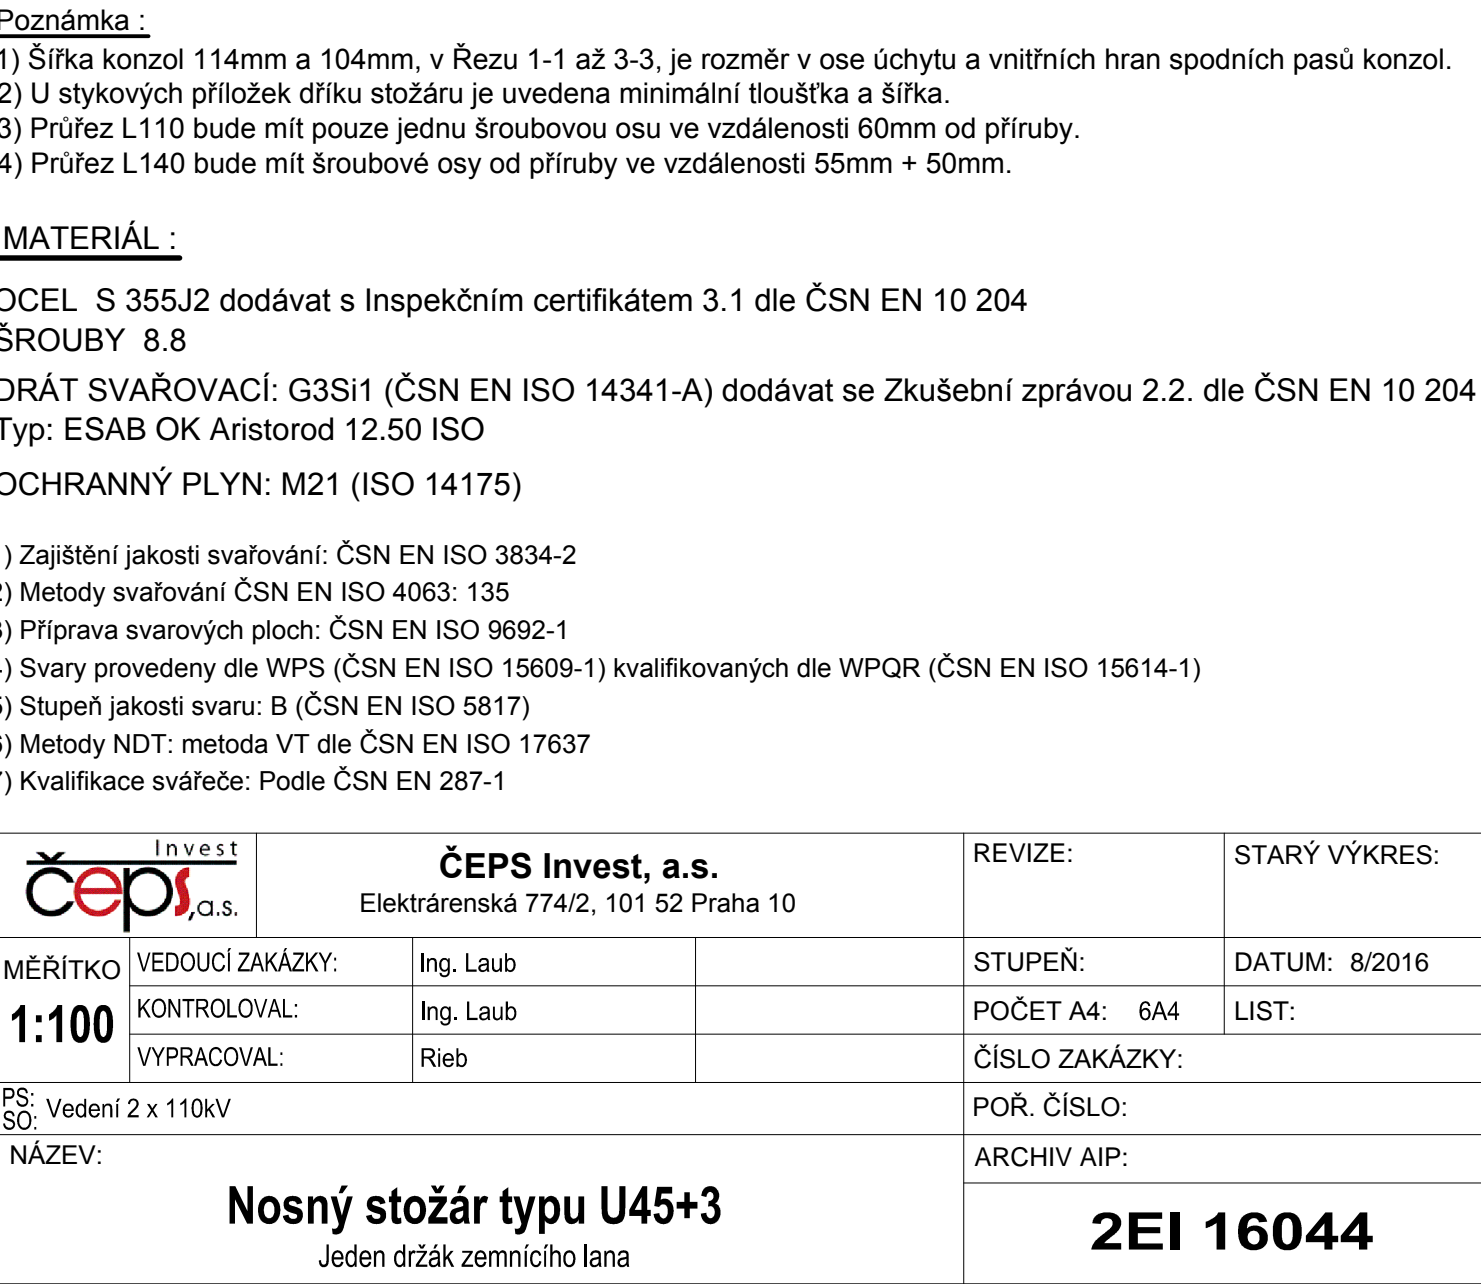 Poznámka :
1) Šířka konzol 114mm a 104mm, v Řezu 1-1 až 3-3, je rozměr v ose úchytu a vnitřních hran spodních pasů konzol.
2) U stykových příložek dříku stožáru je uvedena minimální tloušťka a šířka.
3) Průřez L110 bude mít pouze jednu šroubovou osu ve vzdálenosti 60mm od příruby.
4) Průřez L140 bude mít šroubové osy od příruby ve vzdálenosti 55mm + 50mm.
MATERIÁL :
OCEL S 355J2 dodávat s Inspekčním certifikátem 3.1 dle ČSN EN 10 204
ŠROUBY 8.8
DRÁT SVAŘOVACÍ: G3Si1 (ČSN EN ISO 14341-A) dodávat se Zkušební zprávou 2.2. dle ČSN EN 10 204
Typ: ESAB OK Aristorod 12.50 ISO
OCHRANNÝ PLYN: M21 (ISO 14175)
1) Zajištění jakosti svařování: ČSN EN ISO 3834-2
2) Metody svařování ČSN EN ISO 4063: 135
3) Příprava svarových ploch: ČSN EN ISO 9692-1
4) Svary provedeny dle WPS (ČSN EN ISO 15609-1) kvalifikovaných dle WPQR (ČSN EN ISO 15614-1)
5) Stupeň jakosti svaru: B (ČSN EN ISO 5817)
6) Metody NDT: metoda VT dle ČSN EN ISO 17637
7) Kvalifikace svářeče: Podle ČSN EN 287-1
Invest
čeps,a.s.
ČEPS Invest, a.s.
Elektrárenská 774/2, 101 52 Praha 10
REVIZE:
STARÝ VÝKRES:
MĚŘÍTKO
1:100
VEDOUCÍ ZAKÁZKY: Ing. Laub
STUPEŇ:
DATUM: 8/2016
KONTROLOVAL: Ing. Laub
POČET A4: 6A4
LIST:
VYPRACOVAL: Rieb
ČÍSLO ZAKÁZKY:
PS:
SO:
Vedení 2 x 110kV
POŘ. ČÍSLO:
NÁZEV:
ARCHIV AIP:
Nosný stožár typu U45+3
Jeden držák zemnícího lana
2EI 16044